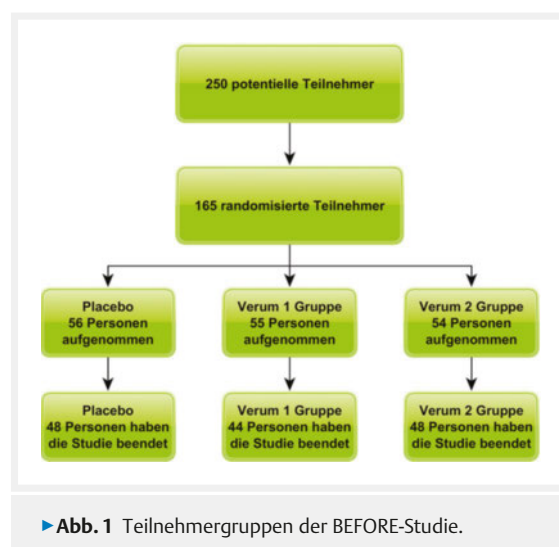 250 potentielle Teilnehmer
165 randomisierte Teilnehmer
Placebo
56 Personen
aufgenommen
Verum 1 Gruppe
55 Personen
aufgenommen
Verum 2 Gruppe
54 Personen
aufgenommen
Placebo
48 Personen haben
die Studie beendet
Verum 1 Gruppe
44 Personen haben
die Studie beendet
Verum 2 Gruppe
48 Personen haben
die Studie beendet
▶Abb. 1 Teilnehmergruppen der BEFORE-Studie.